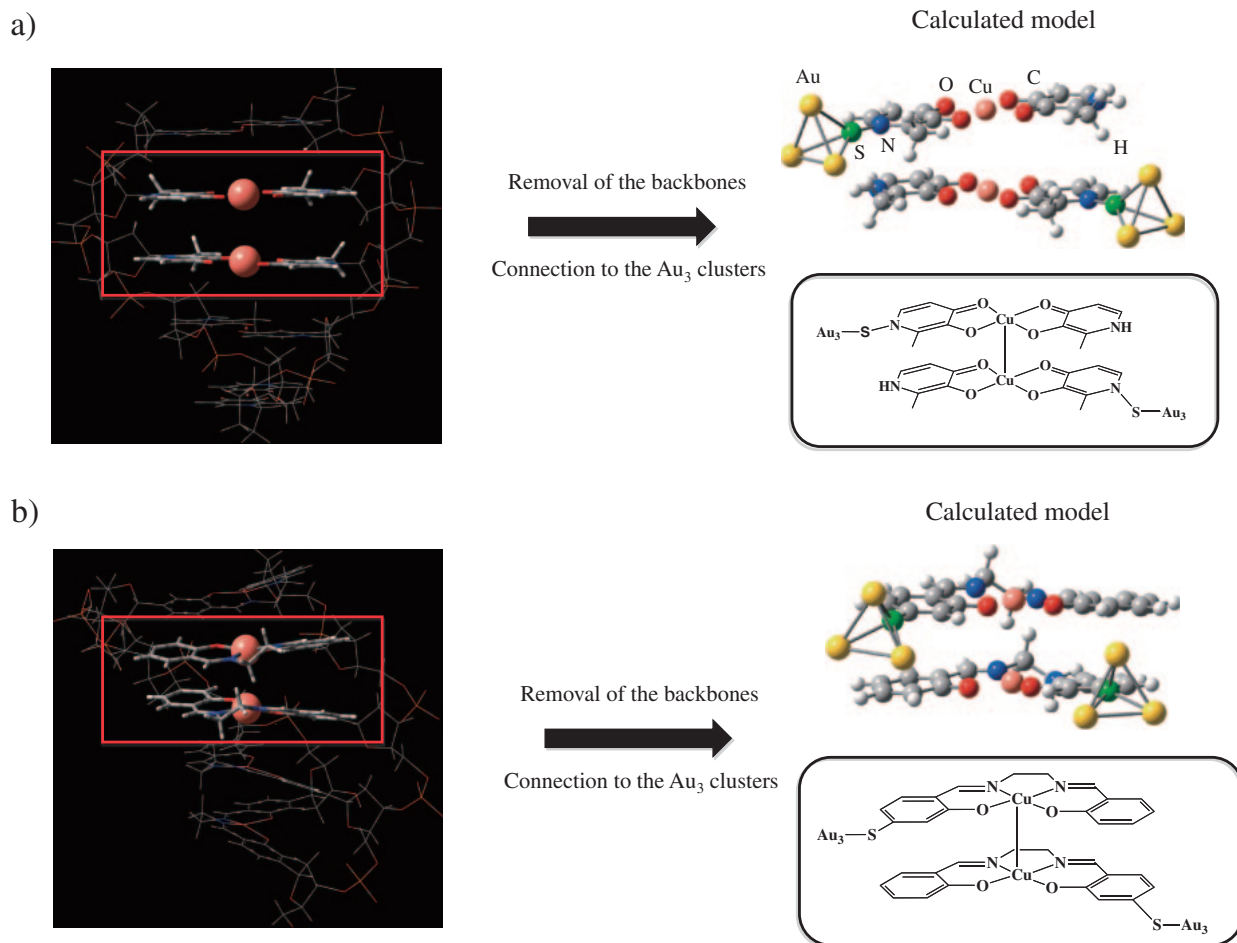 a)
Calculated model
Au
O
Cu
C
S
N
H
Removal of the backbones
Connection to the Au₃ clusters
O
O
Au₃—S
N
Cu
NH
O
O
O
O
HN
Cu
N
O
O
S—Au₃
b)
Calculated model
Removal of the backbones
Connection to the Au₃ clusters
N
N
Cu
O
O
Au₃—S
N
N
Cu
O
O
S—Au₃